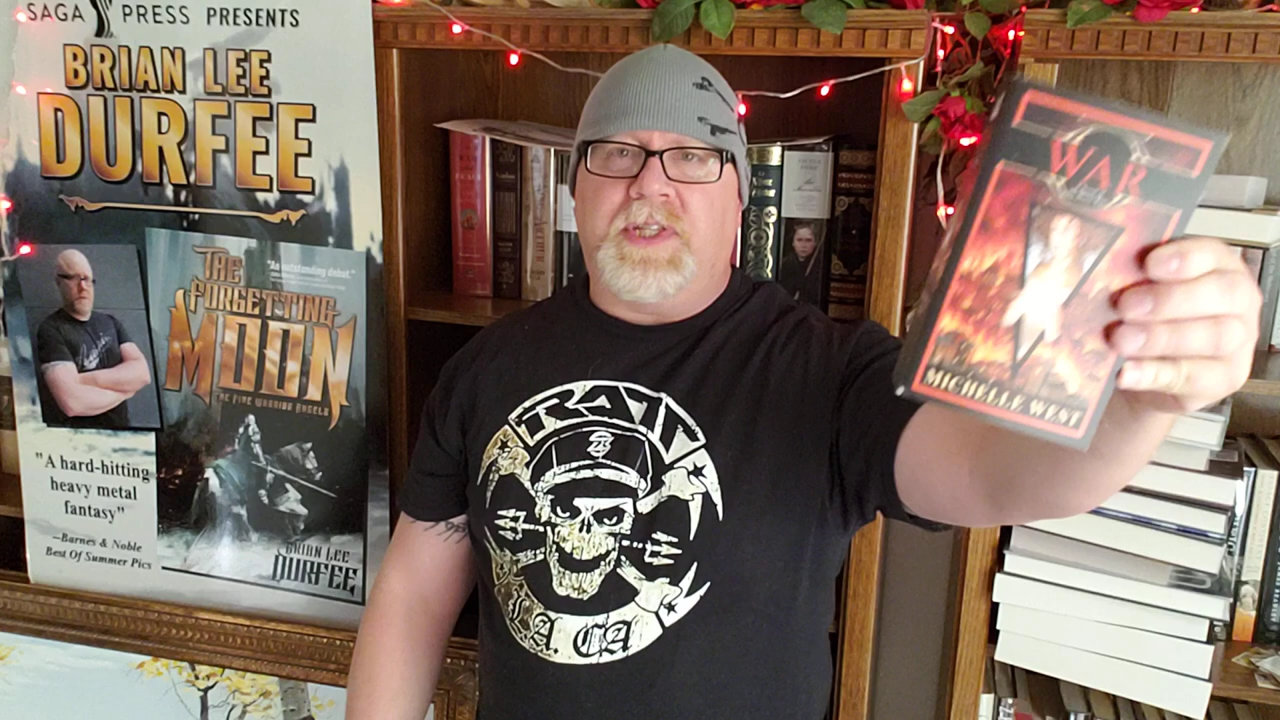 SAGA PRESS PRESENTS
BRIAN LEE
DURFEE
THE
"An outstanding debut."
FORGETTING
MOON
THE FIVE WARRIOR ANGELS
BRIAN LEE
DURFEE
"A hard-hitting
heavy metal
fantasy"
—Barnes & Noble
Best Of Summer Pics
RATT
L.A. CA
WAR
MICHELLE WEST